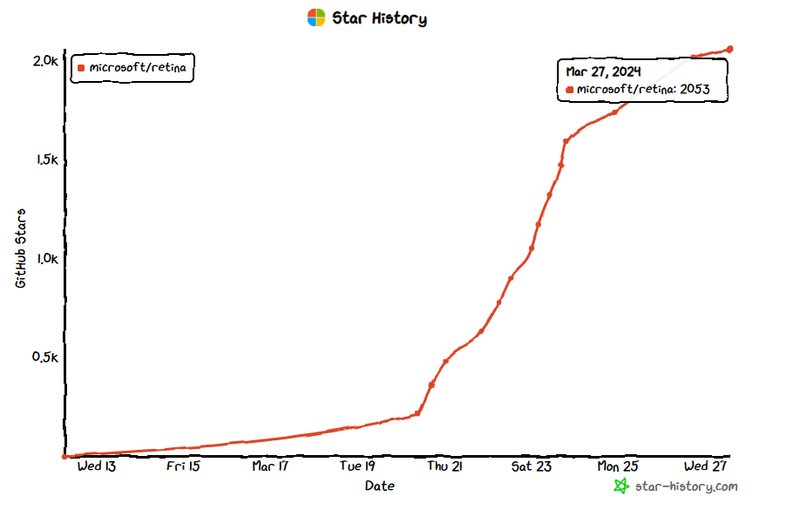 Star History
2.0k
1.5k
1.0k
0.5k
GitHub Stars
microsoft/retina
Mar 27, 2024
microsoft/retina: 2053
Wed 13 Fri 15 Mar 17 Tue 19 Thu 21 Sat 23 Mon 25 Wed 27
Date
star-history.com